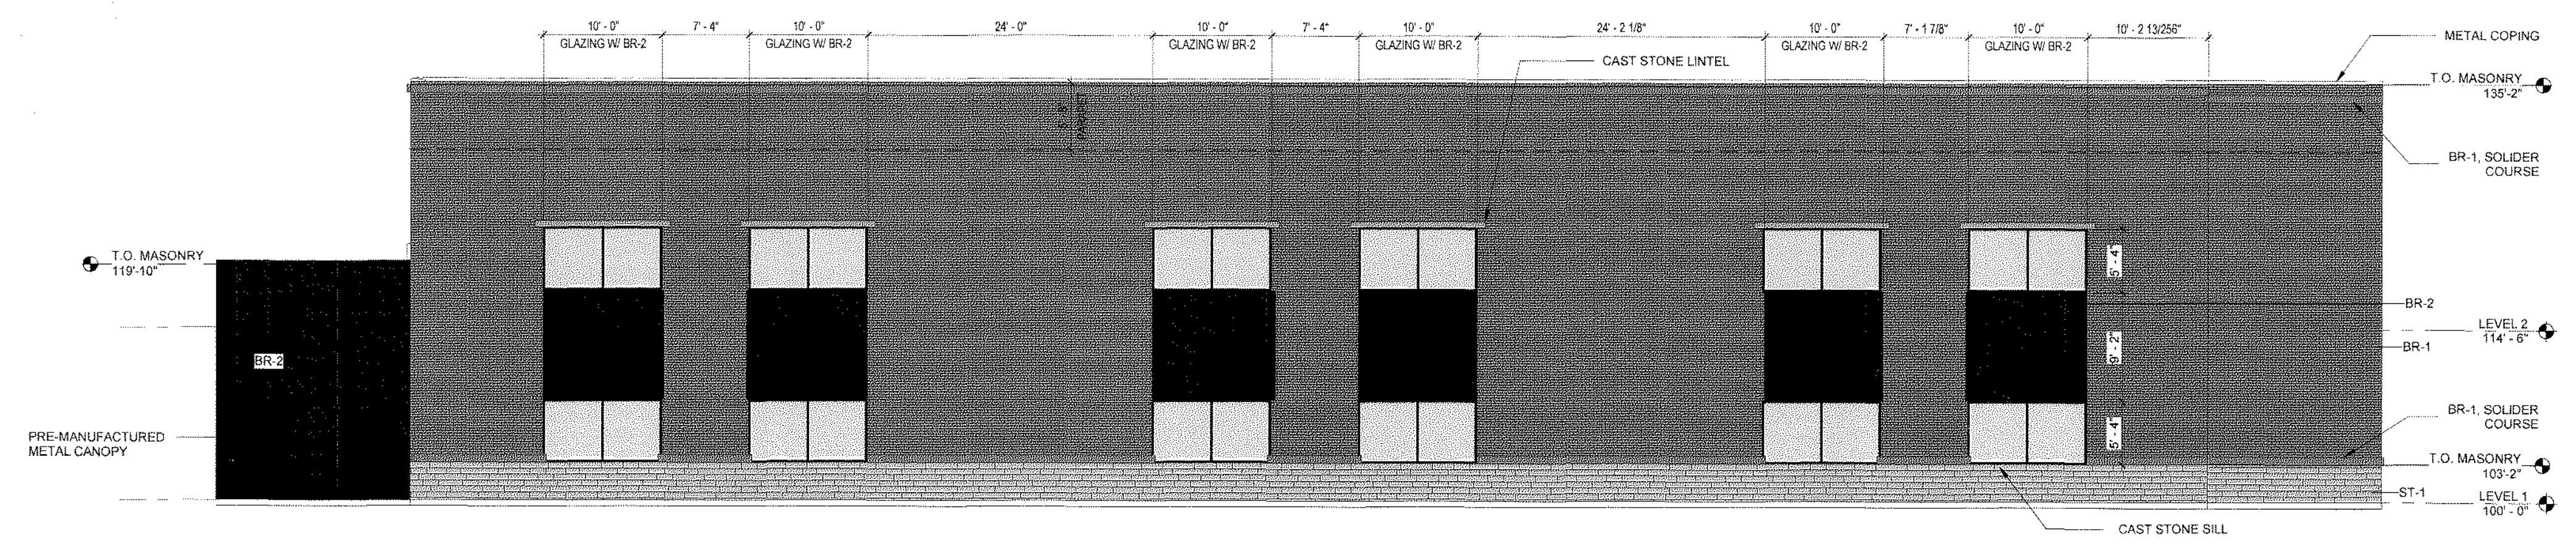 10' - 0"
7' - 4"
10' - 0"
24' - 0"
10' - 0"
7' - 4"
10' - 0"
24' - 2 1/8"
10' - 0"
7' - 1 7/8"
10' - 0"
10' - 2 13/256"
GLAZING W/ BR-2
GLAZING W/ BR-2
GLAZING W/ BR-2
GLAZING W/ BR-2
GLAZING W/ BR-2
GLAZING W/ BR-2
METAL COPING
CAST STONE LINTEL
T.O. MASONRY
135'-2"
PARAPET
BR-1, SOLIDER
COURSE
T.O. MASONRY
119'-10"
5' - 4"
BR-2
LEVEL 2
114' - 6"
9' - 2"
BR-1
BR-2
BR-1, SOLIDER
COURSE
5' - 4"
PRE-MANUFACTURED
METAL CANOPY
T.O. MASONRY
103'-2"
ST-1
LEVEL 1
100' - 0"
CAST STONE SILL